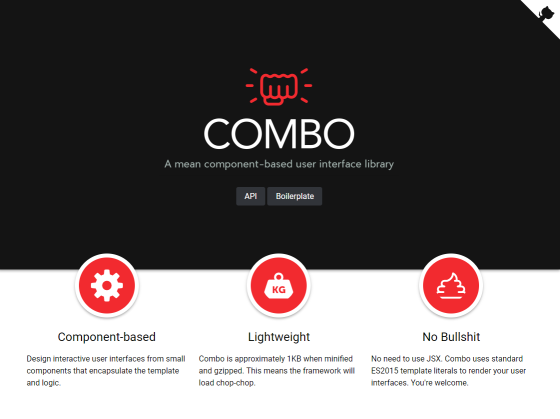 COMBO
A mean component-based user interface library
API Boilerplate
KG
Component-based
Lightweight
No Bullshit
Design interactive user interfaces from small
components that encapsulate the template
and logic.
Combo is approximately 1KB when minified
and gzipped. This means the framework will
load chop-chop.
No need to use JSX. Combo uses standard
ES2015 template literals to render your user
interfaces. You're welcome.